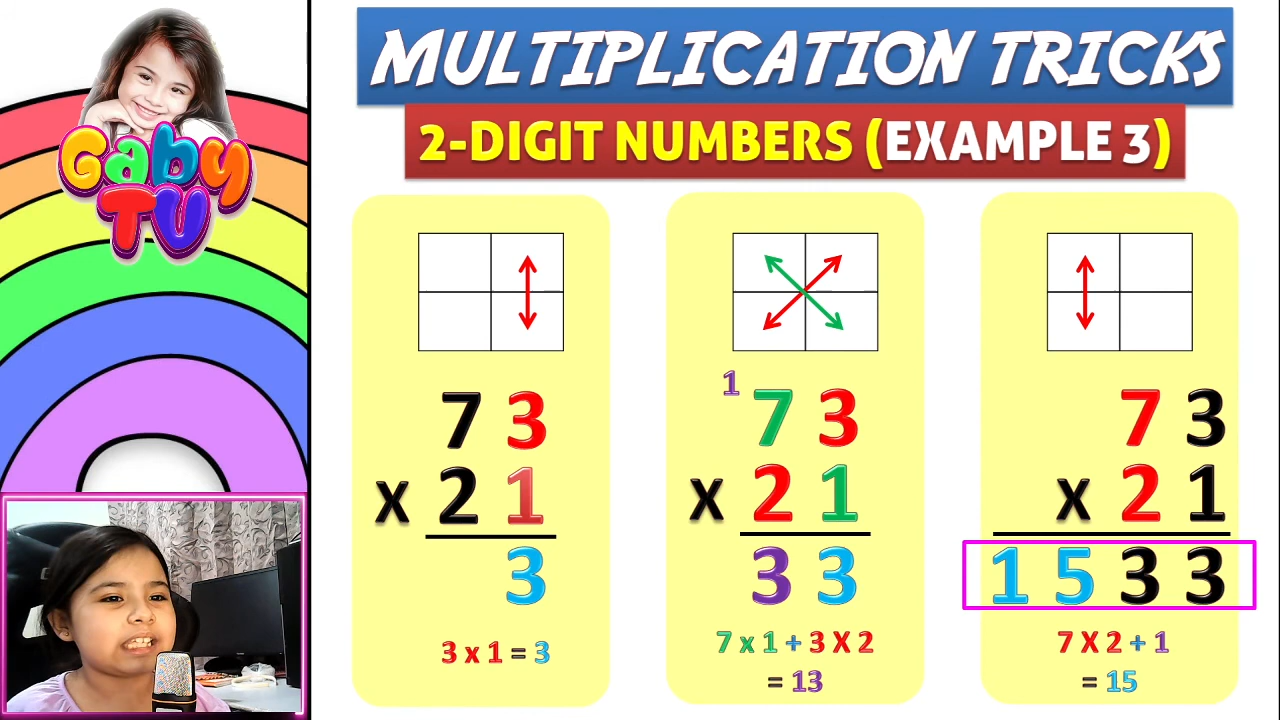 Gaby
TV
MULTIPLICATION TRICKS
2-DIGIT NUMBERS (EXAMPLE 3)
7 3
X 2 1
3
3 x 1 = 3
1
7 3
X 2 1
3 3
7 x 1 + 3 X 2
= 13
7 3
X 2 1
1 5 3 3
7 X 2 + 1
= 15